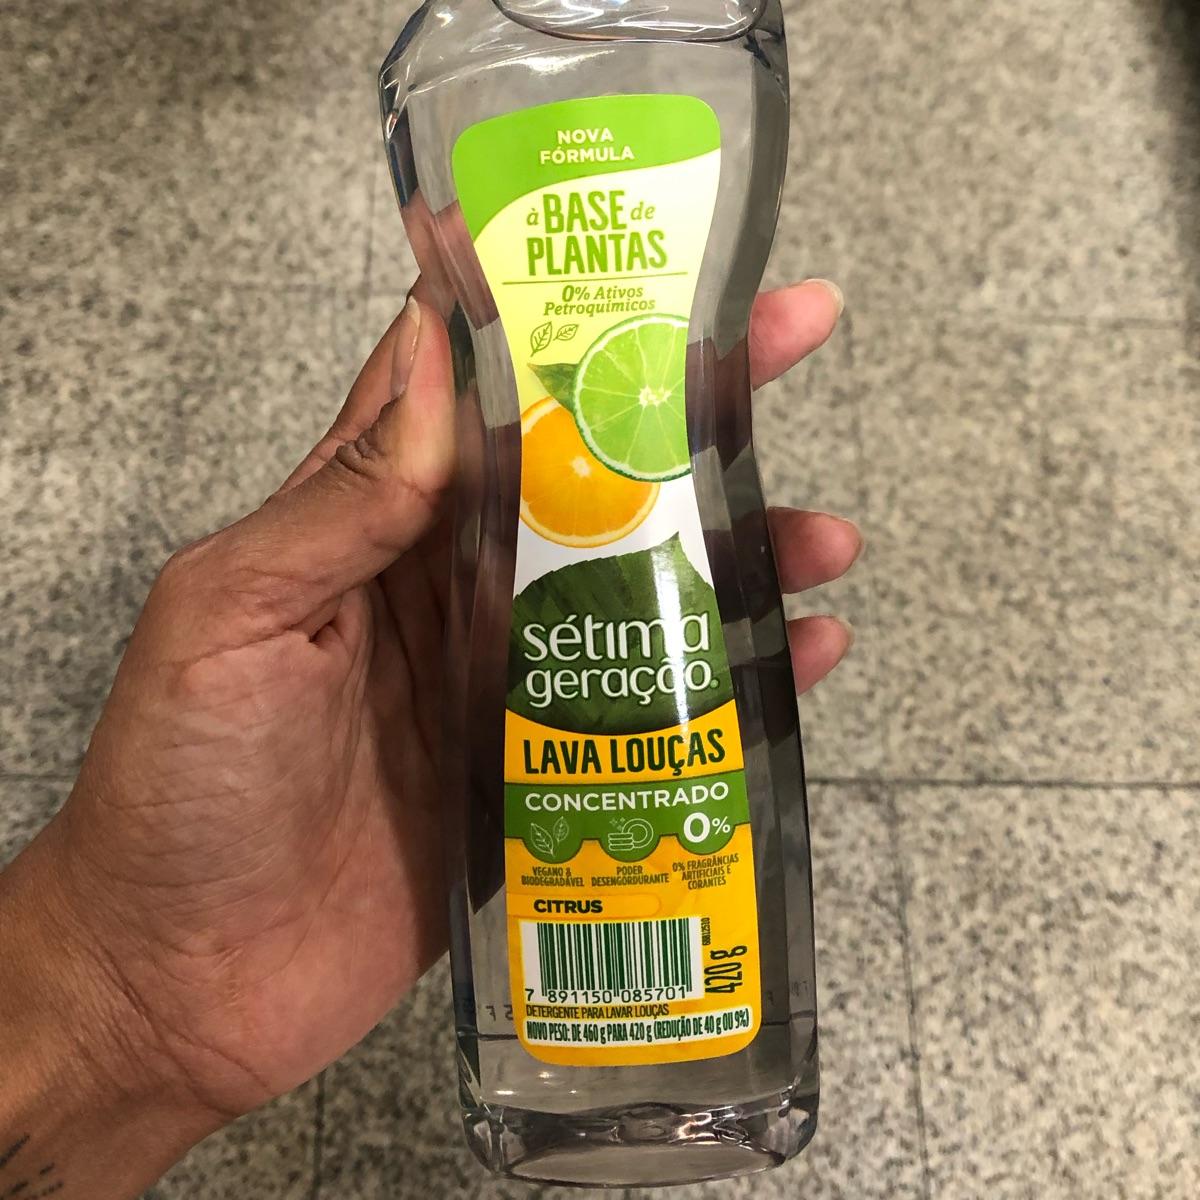 NOVA
FÓRMULA
à BASE de
PLANTAS
0% Ativos
Petroquímicos
sétima
geração.
LAVA LOUÇAS
CONCENTRADO
0%
VEGANO &
BIODEGRADÁVEL
PODER
DESENGORDURANTE
0% FRAGRÂNCIAS
ARTIFICIAIS E
CORANTES
CITRUS
7 891150 085701
420 g
DETERGENTE PARA LAVAR LOUÇAS
NOVO PESO: DE 460 g PARA 420 g (REDUÇÃO DE 40 g OU 9%)